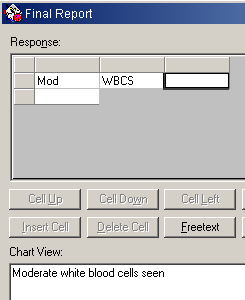 Final Report
Response:
Mod WBCS
Cell Up Cell Down Cell Left
Insert Cell Delete Cell Freetext
Chart View:
Moderate white blood cells seen